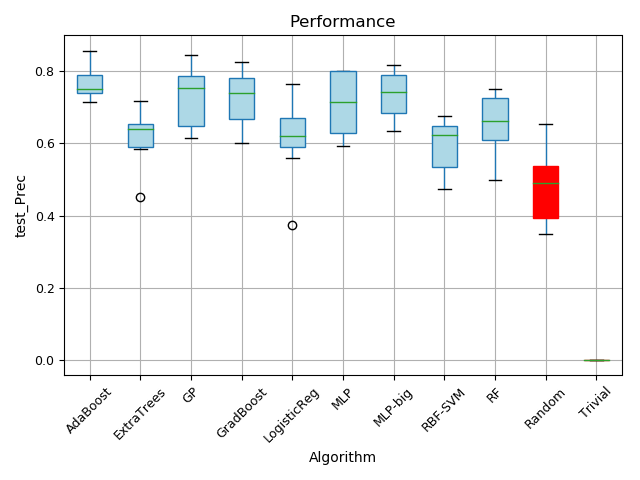 Performance
test_Prec
0.8
0.6
0.4
0.2
0.0
AdaBoost
ExtraTrees
GP
GradBoost
LogisticReg
MLP
MLP-big
RBF-SVM
RF
Random
Trivial
Algorithm